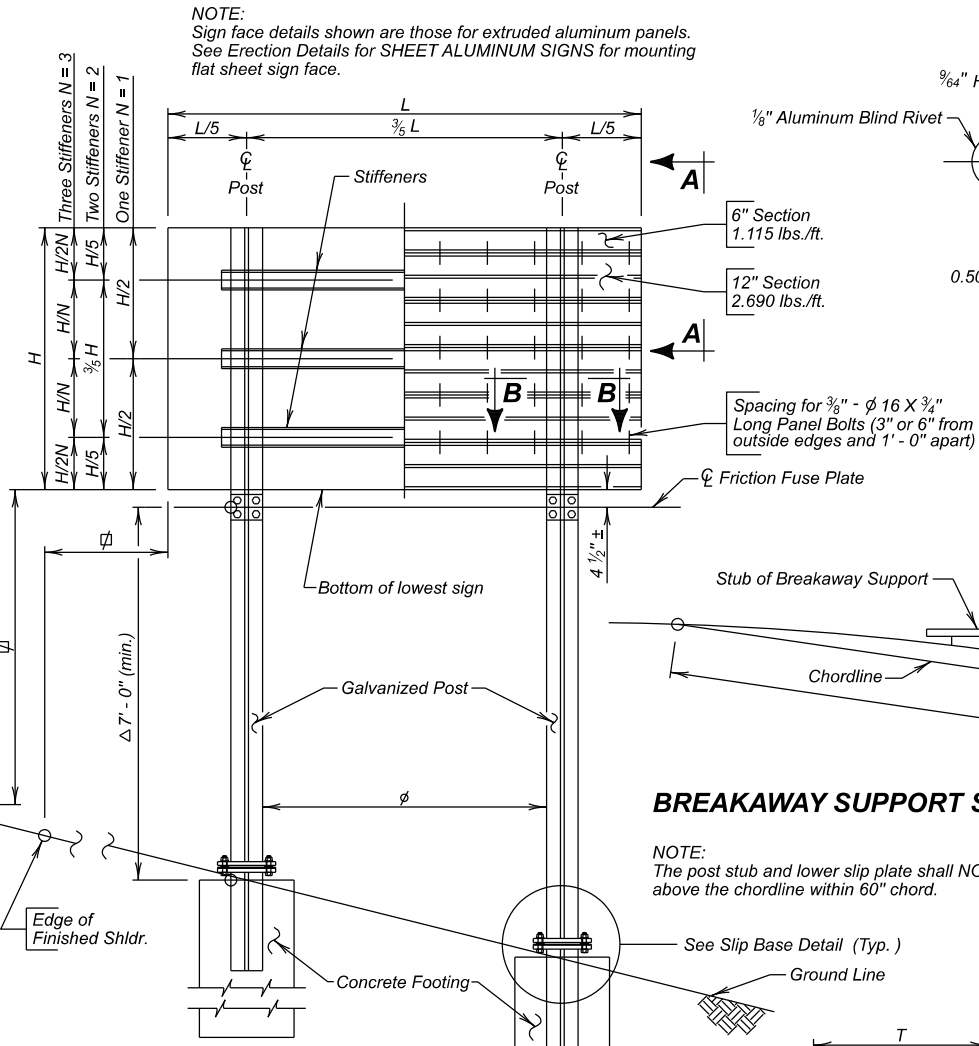 NOTE:
Sign face details shown are those for extruded aluminum panels.
See Erection Details for SHEET ALUMINUM SIGNS for mounting
flat sheet sign face.
Three Stiffeners N = 3
Two Stiffeners N = 2
One Stiffener N = 1
L
L/5
⅗ L
L/5
℄
Post
℄
Post
Stiffeners
A
A
6" Section
1.115 lbs./ft.
12" Section
2.690 lbs./ft.
9/64" H
1/8" Aluminum Blind Rivet
0.50
H
H/2N
H/N
H/N
H/2N
H/5
⅗ H
H/5
H/2
H/2
B
B
Spacing for 3/8" - ϕ 16 X 3/4"
Long Panel Bolts (3" or 6" from
outside edges and 1' - 0" apart)
℄ Friction Fuse Plate
4 1/2" ±
Bottom of lowest sign
Stub of Breakaway Support
Chordline
△ 7' - 0" (min.)
Galvanized Post
ϕ
BREAKAWAY SUPPORT S
NOTE:
The post stub and lower slip plate shall NO
above the chordline within 60" chord.
Edge of
Finished Shldr.
Concrete Footing
See Slip Base Detail (Typ. )
Ground Line
T